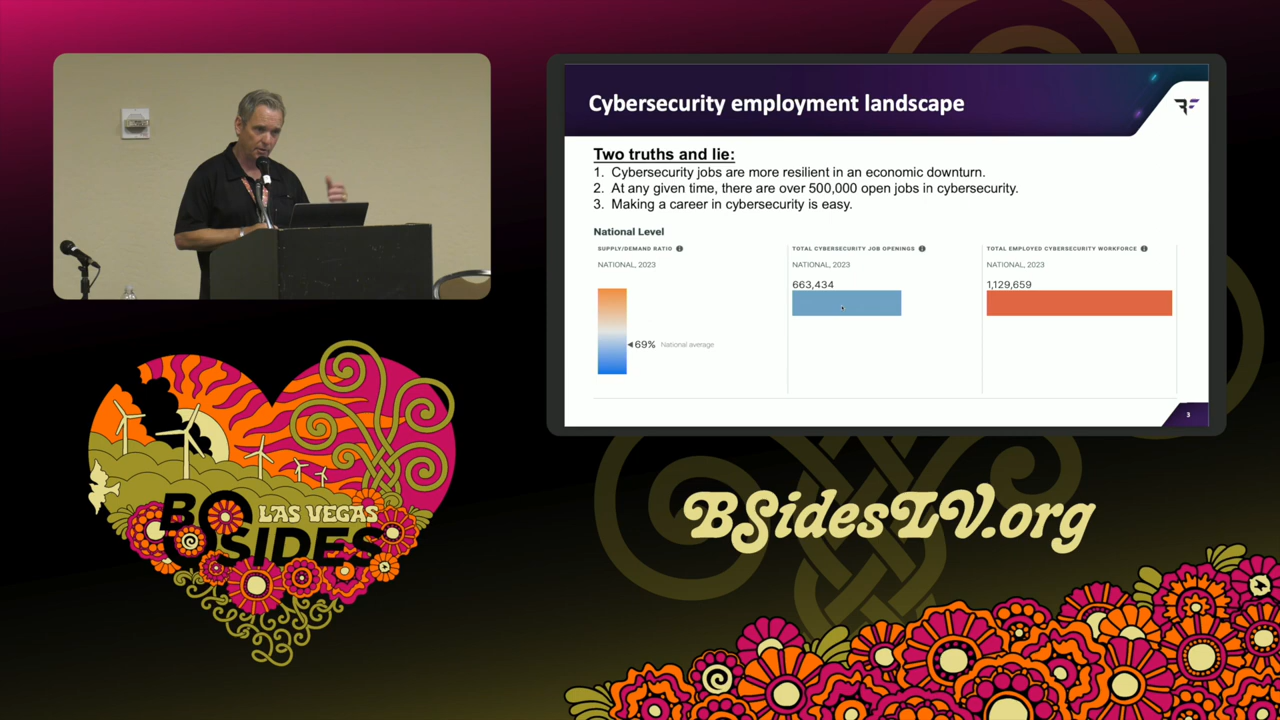 Cybersecurity employment landscape
Two truths and lie:
1. Cybersecurity jobs are more resilient in an economic downturn.
2. At any given time, there are over 500,000 open jobs in cybersecurity.
3. Making a career in cybersecurity is easy.
National Level
SUPPLY/DEMAND RATIO
NATIONAL, 2023
69% National average
TOTAL CYBERSECURITY JOB OPENINGS
NATIONAL, 2023
663,434
TOTAL EMPLOYED CYBERSECURITY WORKFORCE
NATIONAL, 2023
1,129,659
3
BSIDES
LAS VEGAS
23
BSidesLV.org